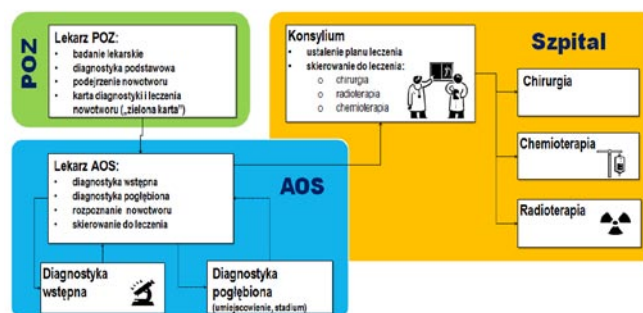 POZ
Lekarz POZ:
• badanie lekarskie
• diagnostyka podstawowa
• podejrzenie nowotworu
• karta diagnostyki i leczenia
nowotworu („zielona karta”)
Konsylium
• ustalenie planu leczenia
• skierowanie do leczenia:
o chirurgia
o radioterapia
o chemioterapia
Szpital
Chirurgia
Chemioterapia
Radioterapia
Lekarz AOS:
• diagnostyka wstępna
• diagnostyka pogłębiona
• rozpoznanie nowotworu
• skierowanie do leczenia
AOS
Diagnostyka
wstępna
Diagnostyka
pogłębiona
(umiejscowienie, stadium)